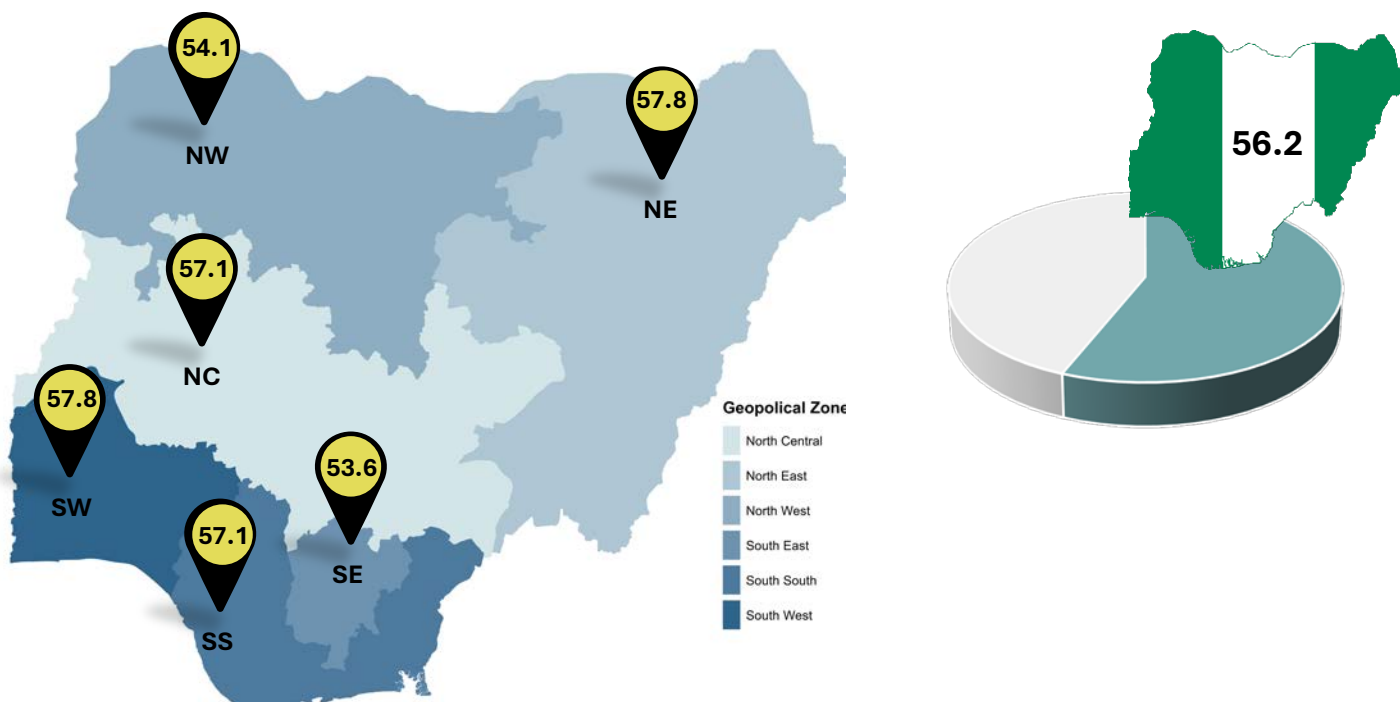 54.1
NW
57.8
NE
57.1
NC
57.8
SW
53.6
SE
57.1
SS
56.2
Geopolical Zone
North Central
North East
North West
South East
South South
South West